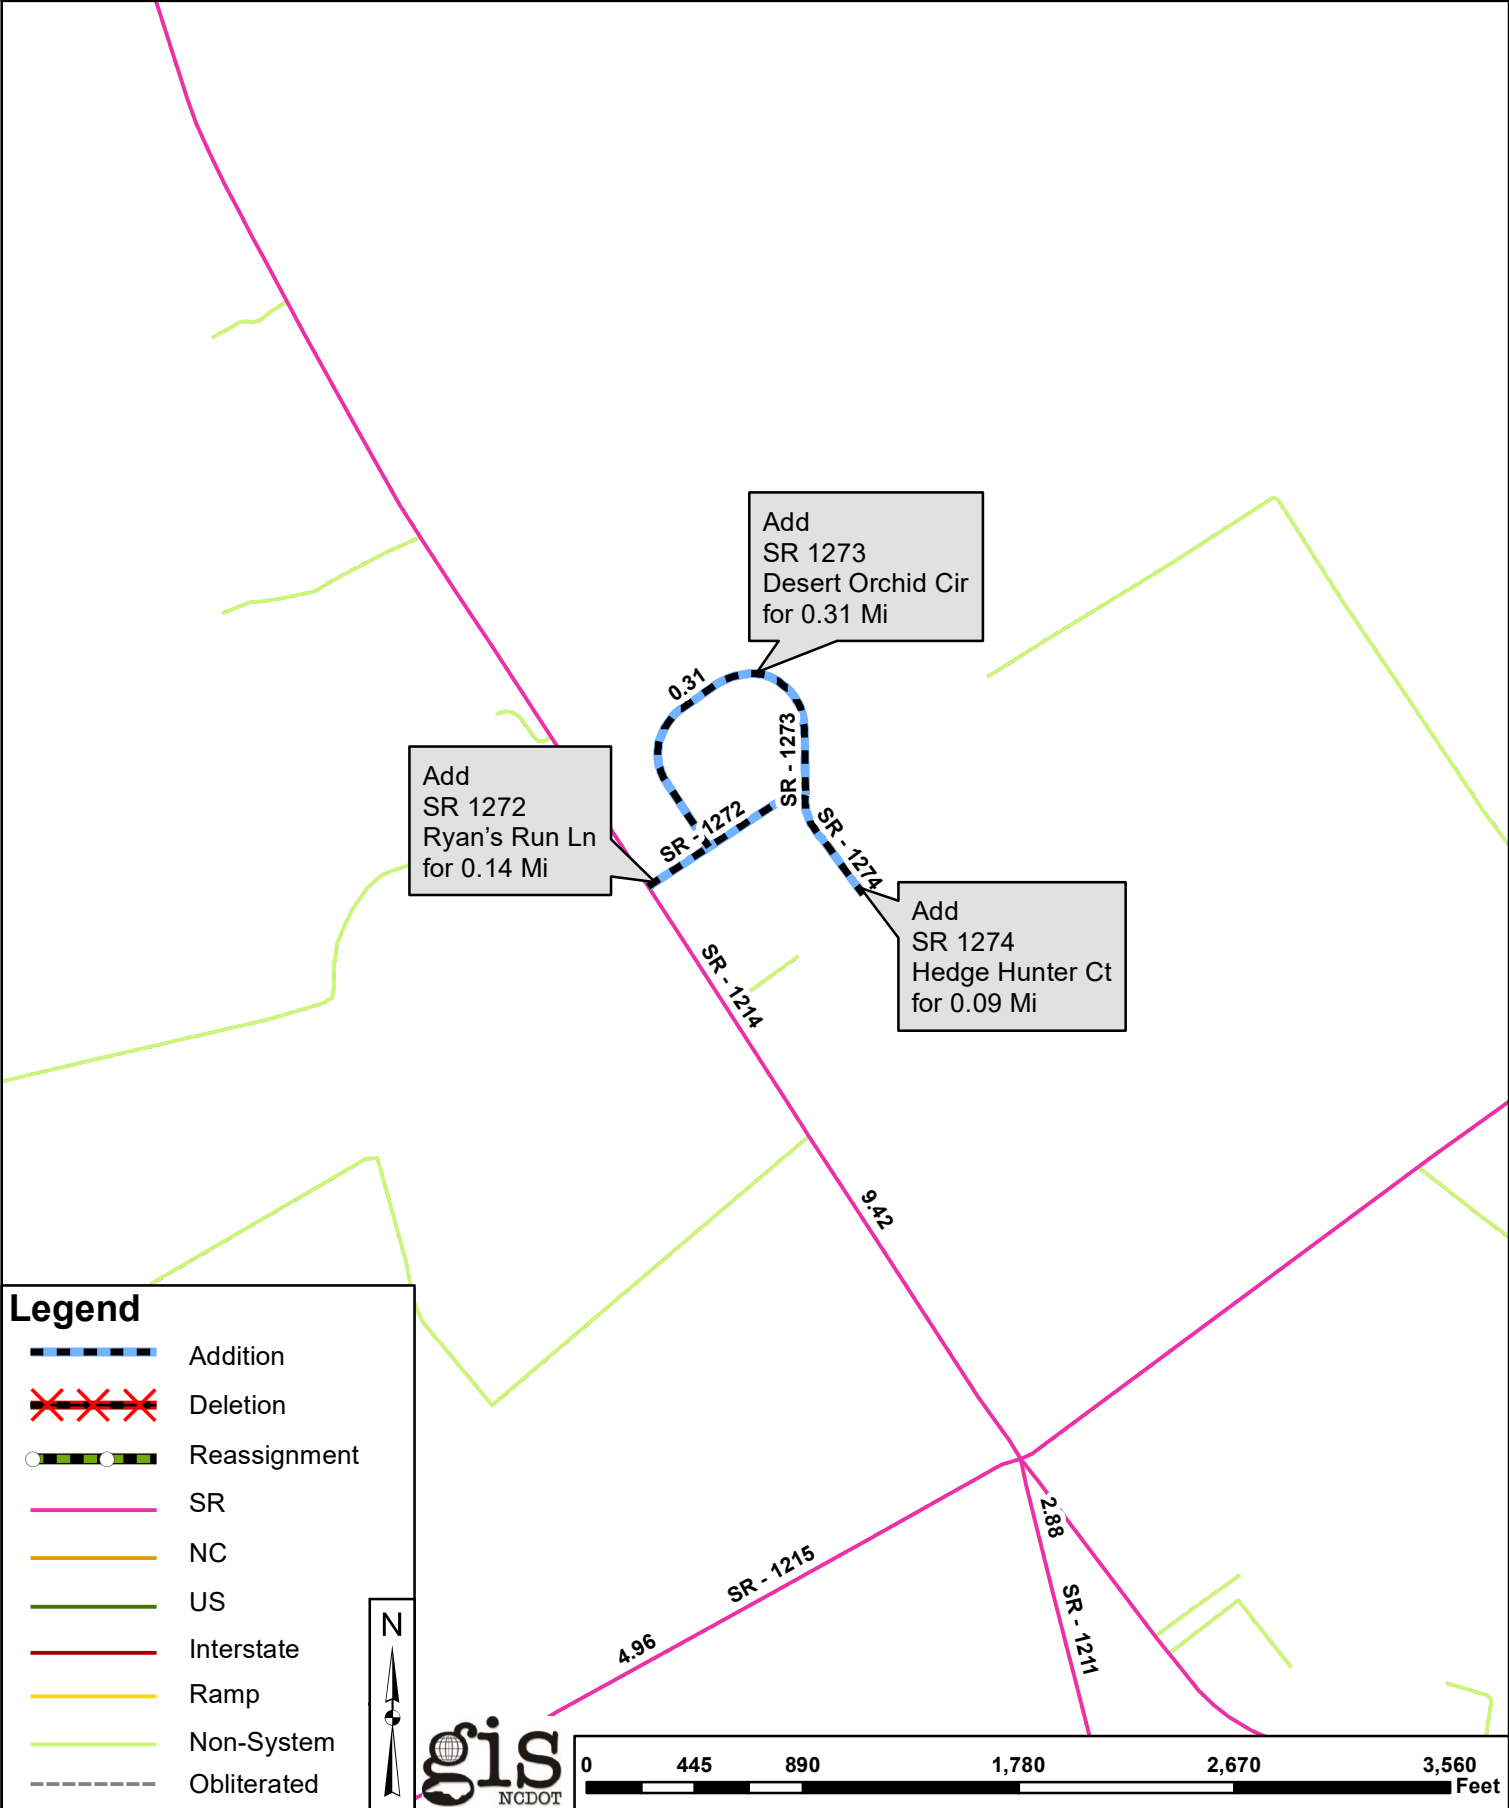 Add
SR 1273
Desert Orchid Cir
for 0.31 Mi
0.31
SR - 1273
Add
SR 1272
Ryan’s Run Ln
for 0.14 Mi
SR - 1272
SR - 1274
Add
SR 1274
Hedge Hunter Ct
for 0.09 Mi
SR - 1214
9.42
2.88
SR - 1215
4.96
SR - 1211
Legend
Addition
Deletion
Reassignment
SR
NC
US
Interstate
Ramp
Non-System
Obliterated
N
gis
NCDOT
0 445 890 1,780 2,670 3,560
Feet